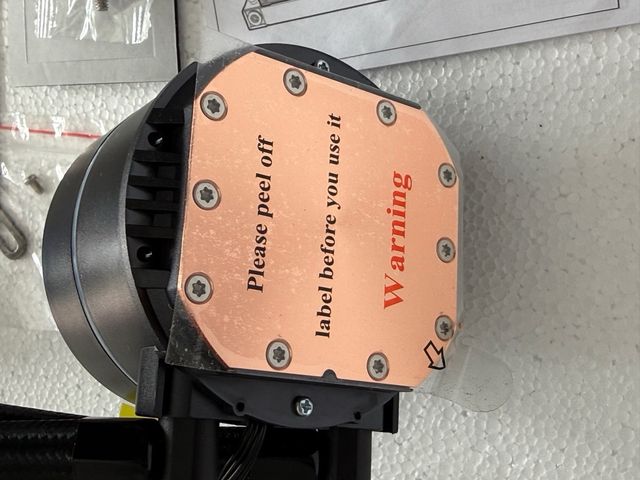 Warning
Please peel off
label before you use it